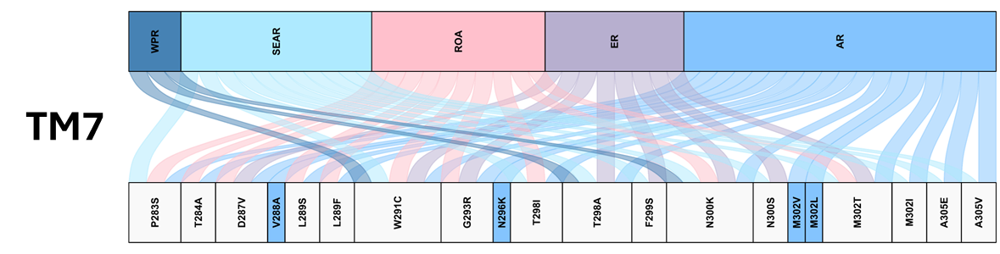 WPR
SEAR
ROA
ER
AR
TM7
P283S
T284A
D287V
V288A
L289S
L289F
W291C
G293R
N296K
T298I
T298A
F299S
N300K
N300S
M302V
M302L
M302T
M302I
A305E
A305V